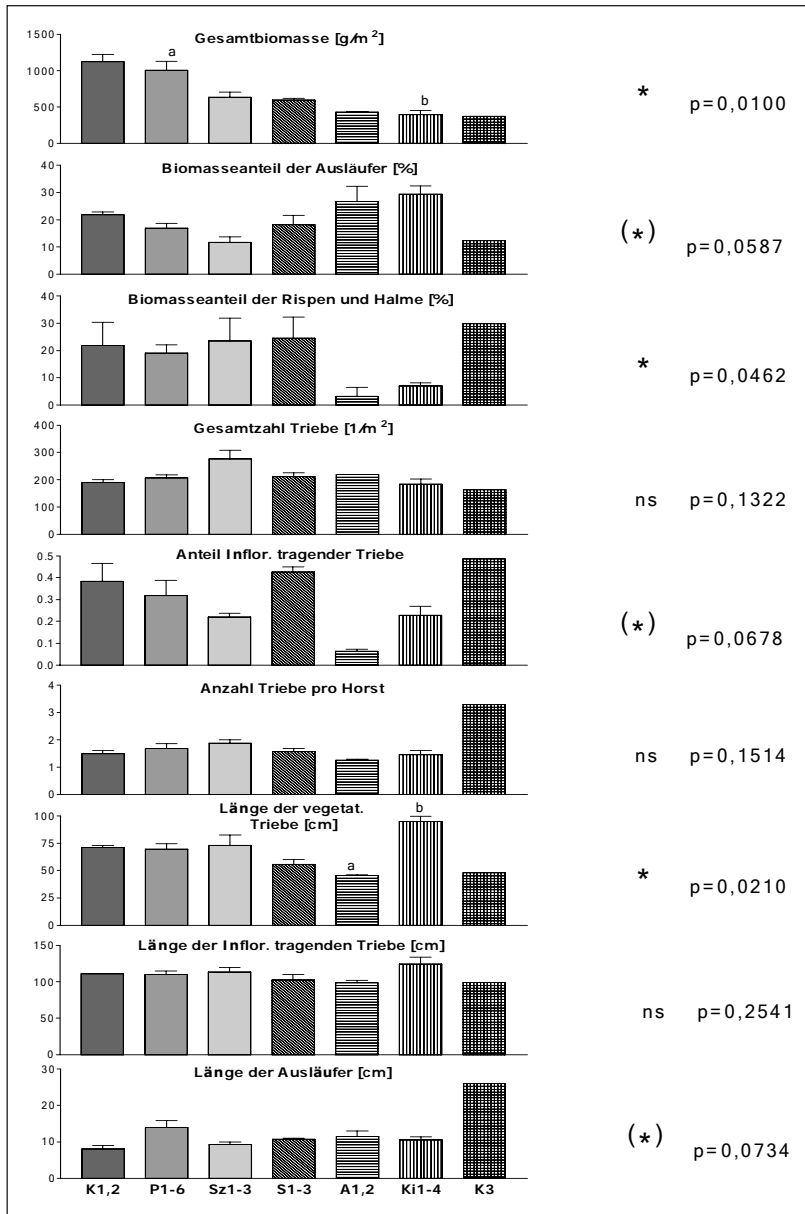 Gesamtbiomasse [g/m²]
1500
1000
500
0
a
b
* p=0,0100
Biomasseanteil der Ausläufer [%]
40
30
20
10
0
(*) p=0,0587
Biomasseanteil der Rispen und Halme [%]
40
30
20
10
0
* p=0,0462
Gesamtzahl Triebe [1/m²]
400
300
200
100
0
ns p=0,1322
Anteil Inflor. tragender Triebe
0.5
0.4
0.3
0.2
0.1
0.0
(*) p=0,0678
Anzahl Triebe pro Horst
4
3
2
1
0
ns p=0,1514
Länge der vegetat.
Triebe [cm]
100
75
50
25
0
a
b
* p=0,0210
Länge der Inflor. tragenden Triebe [cm]
150
100
50
0
ns p=0,2541
Länge der Ausläufer [cm]
30
20
10
0
(*) p=0,0734
K1,2 P1-6 Sz1-3 S1-3 A1,2 Ki1-4 K3